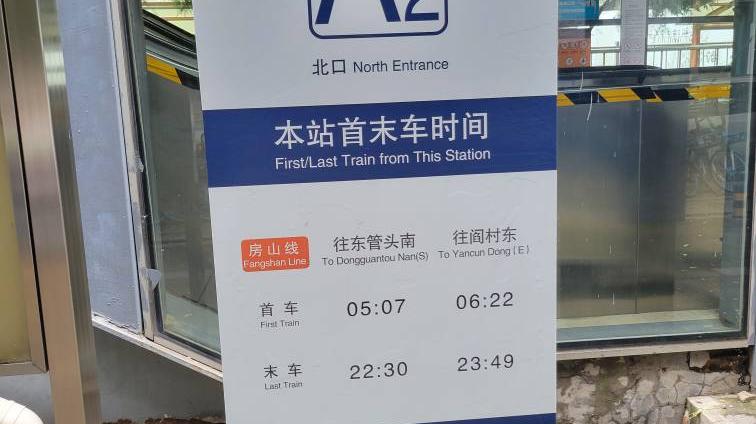 A2
北口 North Entrance
本站首末车时间
First/Last Train from This Station
房山线 往东管头南 往阎村东
Fangshan Line To Dongguantou Nan(S) To Yancun Dong(E)
首车 05:07 06:22
First Train
末车 22:30 23:49
Last Train